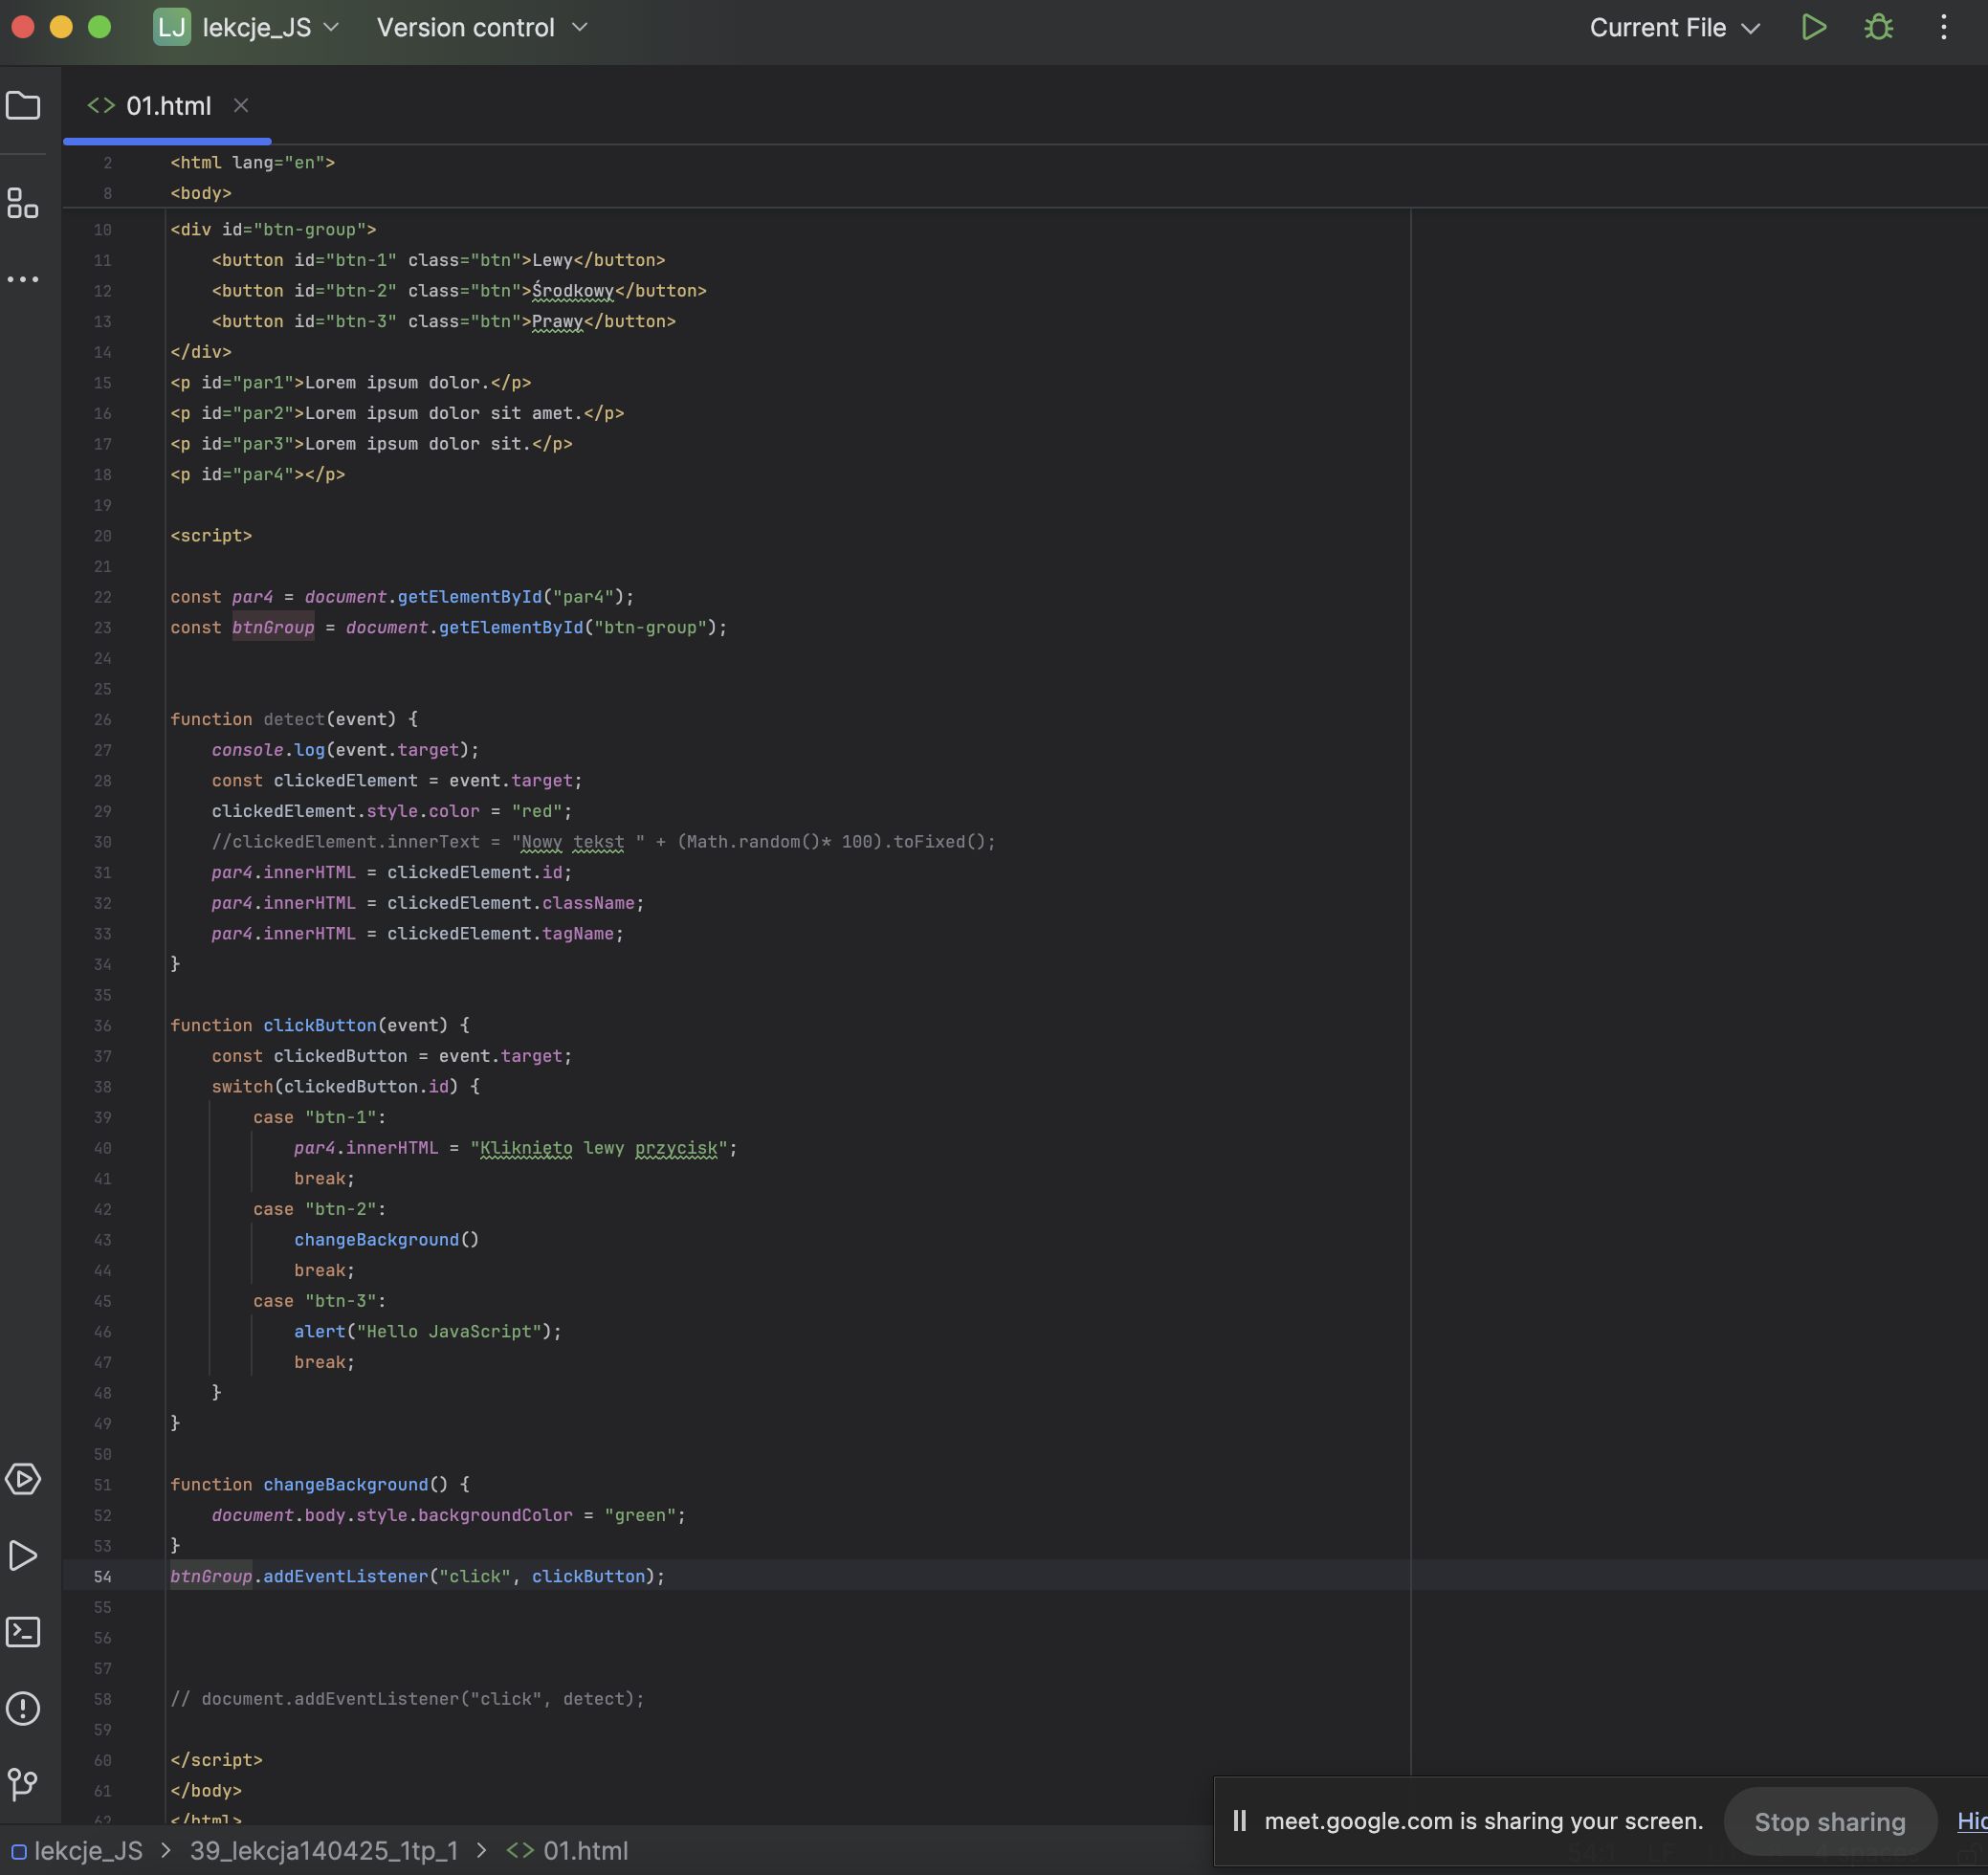 LJ lekcje_JS Version control Current File
01.html
2 <html lang="en">
8 <body>
10 <div id="btn-group">
11     <button id="btn-1" class="btn">Lewy</button>
12     <button id="btn-2" class="btn">Środkowy</button>
13     <button id="btn-3" class="btn">Prawy</button>
14 </div>
15 <p id="par1">Lorem ipsum dolor.</p>
16 <p id="par2">Lorem ipsum dolor sit amet.</p>
17 <p id="par3">Lorem ipsum dolor sit.</p>
18 <p id="par4"></p>
19
20 <script>
21
22 const par4 = document.getElementById("par4");
23 const btnGroup = document.getElementById("btn-group");
24
25
26 function detect(event) {
27     console.log(event.target);
28     const clickedElement = event.target;
29     clickedElement.style.color = "red";
30     //clickedElement.innerText = "Nowy tekst " + (Math.random()* 100).toFixed();
31     par4.innerHTML = clickedElement.id;
32     par4.innerHTML = clickedElement.className;
33     par4.innerHTML = clickedElement.tagName;
34 }
35
36 function clickButton(event) {
37     const clickedButton = event.target;
38     switch(clickedButton.id) {
39         case "btn-1":
40             par4.innerHTML = "Kliknięto lewy przycisk";
41             break;
42         case "btn-2":
43             changeBackground()
44             break;
45         case "btn-3":
46             alert("Hello JavaScript");
47             break;
48     }
49 }
50
51 function changeBackground() {
52     document.body.style.backgroundColor = "green";
53 }
54 btnGroup.addEventListener("click", clickButton);
55
56
57
58 // document.addEventListener("click", detect);
59
60 </script>
61 </body>
62 </html>
meet.google.com is sharing your screen. Stop sharing Hid
lekcje_JS > 39_lekcja140425_1tp_1 > 01.html